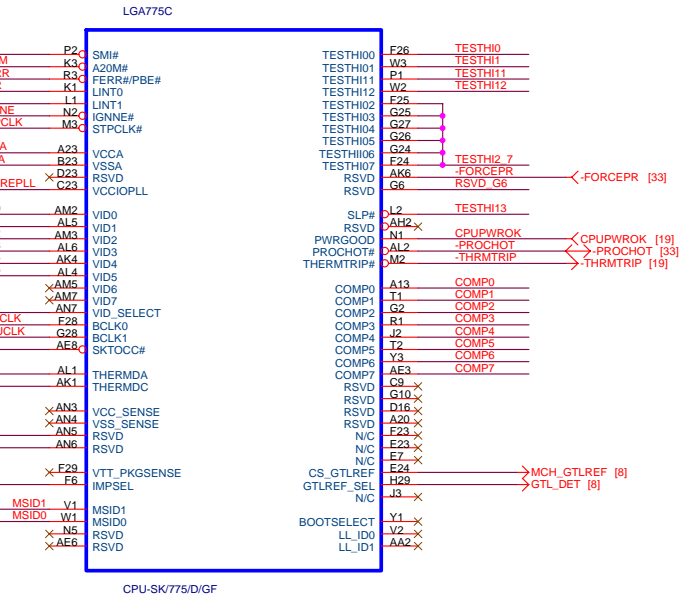 LGA775C
P2 SMI# TESTHI00 F26 TESTHI0
M K3 A20M# TESTHI01 W3 TESTHI1
RR R3 FERR#/PBE# TESTHI11 P1 TESTHI11
K1 LINT0 TESTHI12 W2 TESTHI12
L1 LINT1 TESTHI02 F25
NE N2 IGNNE# TESTHI03 G25
CLK M3 STPCLK# TESTHI04 G27
TESTHI05 G26
A A23 VCCA TESTHII06 G24
A B23 VSSA TESTHI07 F24 TESTHI2_7
D23 RSVD RSVD AK6 -FORCEPR -FORCEPR [33]
REPLL C23 VCCIOPLL RSVD G6 RSVD_G6
AM2 VID0 SLP# L2 TESTHI13
AL5 VID1 RSVD AH2
AM3 VID2 PWRGOOD N1 CPUPWROK CPUPWROK [19]
AL6 VID3 PROCHOT# AL2 -PROCHOT -PROCHOT [33]
AK4 VID4 THERMTRIP# M2 -THRMTRIP -THRMTRIP [19]
AL4 VID5
AM5 VID6 COMP0 A13 COMP0
AM7 VID7 COMP1 T1 COMP1
AN7 VID_SELECT COMP2 G2 COMP2
CLK F28 BCLK0 COMP3 R1 COMP3
UCLK G28 BCLK1 COMP4 J2 COMP4
AE8 SKTOCC# COMP5 T2 COMP5
COMP6 Y3 COMP6
AL1 THERMDA COMP7 AE3 COMP7
AK1 THERMDC RSVD C9
RSVD G10
AN3 VCC_SENSE RSVD D16
AN4 VSS_SENSE RSVD A20
AN5 RSVD N/C F23
AN6 RSVD N/C E23
N/C E7
F29 VTT_PKGSENSE CS_GTLREF E24 MCH_GTLREF [8]
F6 IMPSEL GTLREF_SEL H29 GTL_DET [8]
N/C J3
MSID1 V1 MSID1
MSID0 W1 MSID0 BOOTSELECT Y1
N5 RSVD LL_ID0 V2
AE6 RSVD LL_ID1 AA2
CPU-SK/775/D/GF